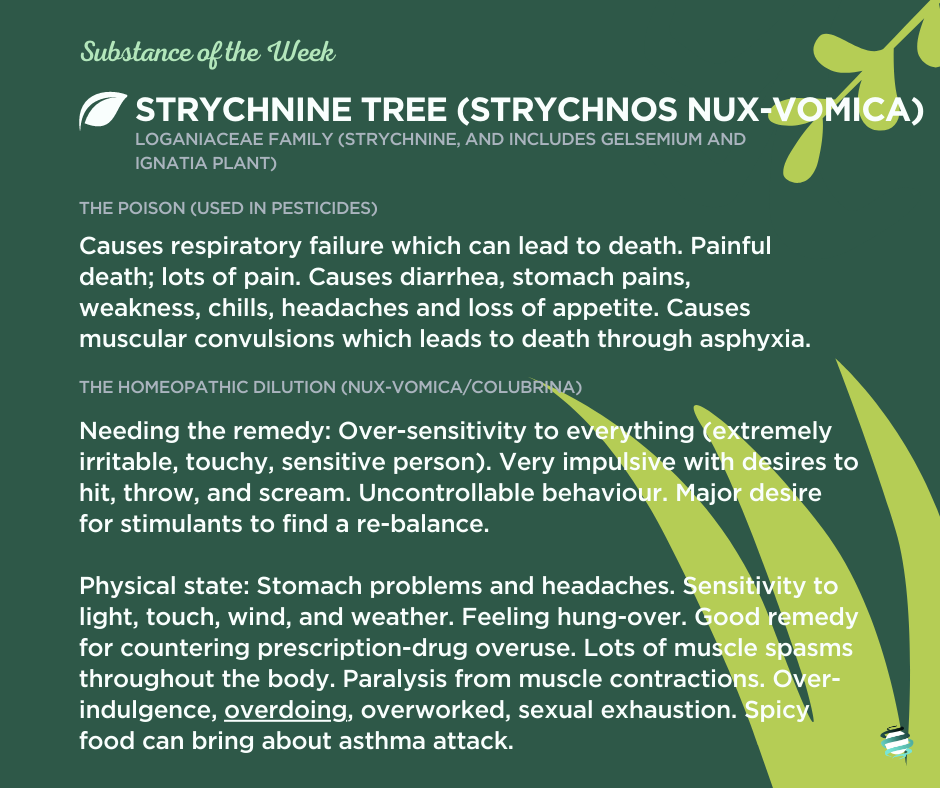 Substance of the Week
STRYCHNINE TREE (STRYCHNOS NUX-VOMICA)
LOGANIACEAE FAMILY (STRYCHNINE, AND INCLUDES GELSEMIUM AND
IGNATIA PLANT)
THE POISON (USED IN PESTICIDES)
Causes respiratory failure which can lead to death. Painful
death; lots of pain. Causes diarrhea, stomach pains,
weakness, chills, headaches and loss of appetite. Causes
muscular convulsions which leads to death through asphyxia.
THE HOMEOPATHIC DILUTION (NUX-VOMICA/COLUBRINA)
Needing the remedy: Over-sensitivity to everything (extremely
irritable, touchy, sensitive person). Very impulsive with desires to
hit, throw, and scream. Uncontrollable behaviour. Major desire
for stimulants to find a re-balance.
Physical state: Stomach problems and headaches. Sensitivity to
light, touch, wind, and weather. Feeling hung-over. Good remedy
for countering prescription-drug overuse. Lots of muscle spasms
throughout the body. Paralysis from muscle contractions. Over-
indulgence, overdoing, overworked, sexual exhaustion. Spicy
food can bring about asthma attack.